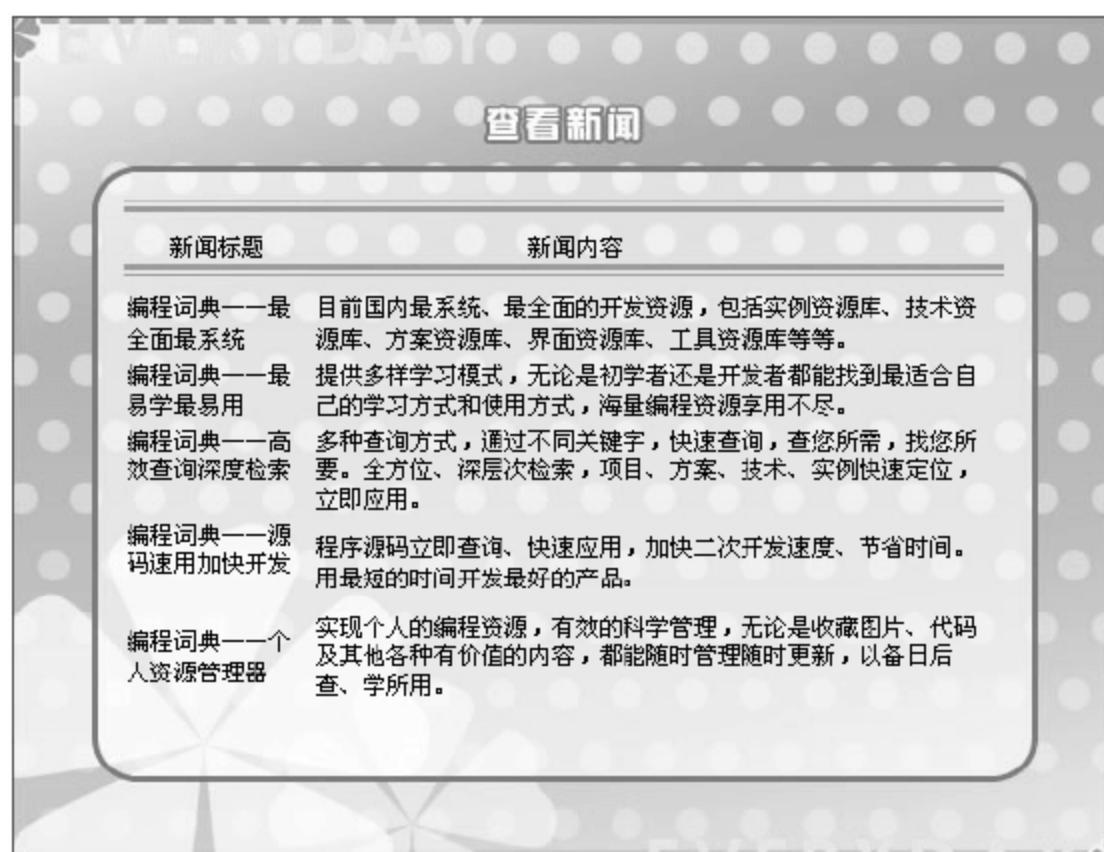 EVERYDAY
查看新闻
新闻标题 新闻内容
编程词典——最 目前国内最系统、最全面的开发资源，包括实例资源库、技术资
全面最系统 源库、方案资源库、界面资源库、工具资源库等等。
编程词典——最 提供多样学习模式，无论是初学者还是开发者都能找到最适合自
易学最易用 己的学习方式和使用方式，海量编程资源享用不尽。
编程词典——高 多种查询方式，通过不同关键字，快速查询，查您所需，找您所
效查询深度检索 要。全方位、深层次检索，项目、方案、技术、实例快速定位，
立即应用。
编程词典——源
码速用加快开发
程序源码立即查询、快速应用，加快二次开发速度、节省时间。
用最短的时间开发最好的产品。
编程词典——个
人资源管理器
实现个人的编程资源，有效的科学管理，无论是收藏图片、代码
及其他各种有价值的内容，都能随时管理随时更新，以备日后
查、学所用。